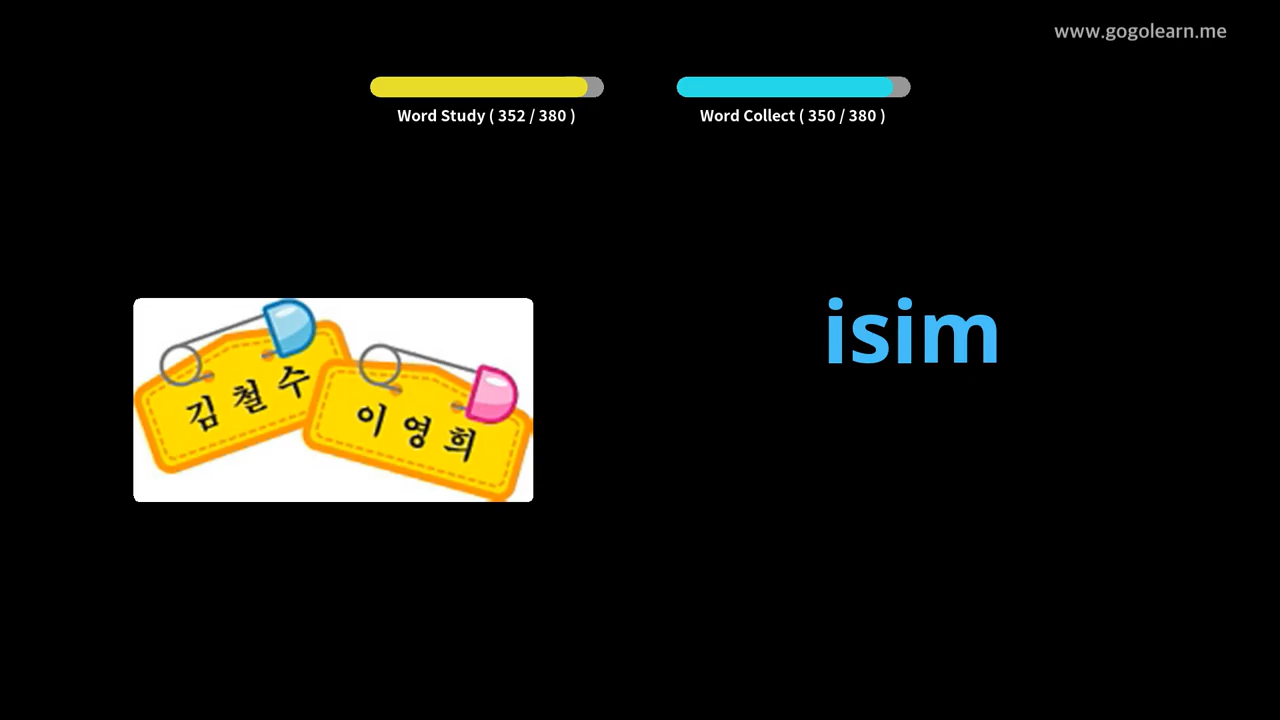 www.gogolearn.me
Word Study ( 352 / 380 )
Word Collect ( 350 / 380 )
isim
김철수
이영희